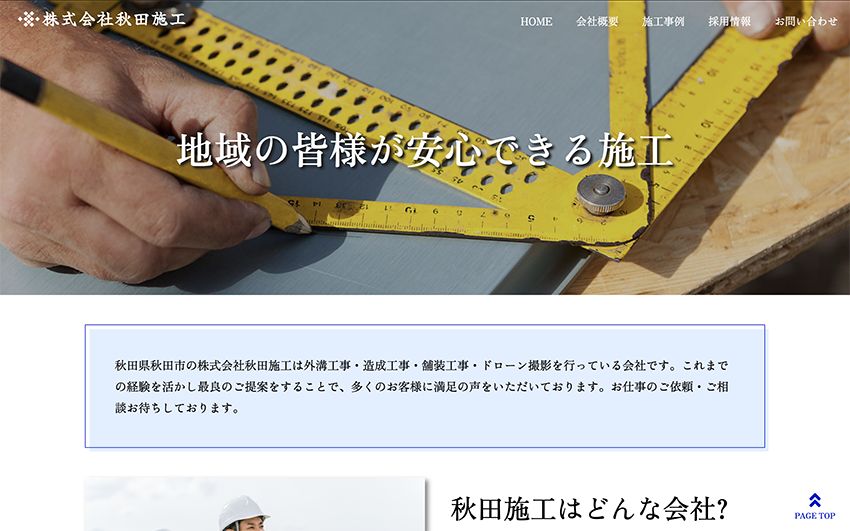 株式会社秋田施工
HOME 会社概要 施工事例 採用情報 お問い合わせ
地域の皆様が安心できる施工
秋田県秋田市の株式会社秋田施工は外溝工事・造成工事・舗装工事・ドローン撮影を行っている会社です。これまで
の経験を活かし最良のご提案をすることで、多くのお客様に満足の声をいただいております。お仕事のご依頼・ご相
談お待ちしております。
秋田施工はどんな会社?
PAGE TOP